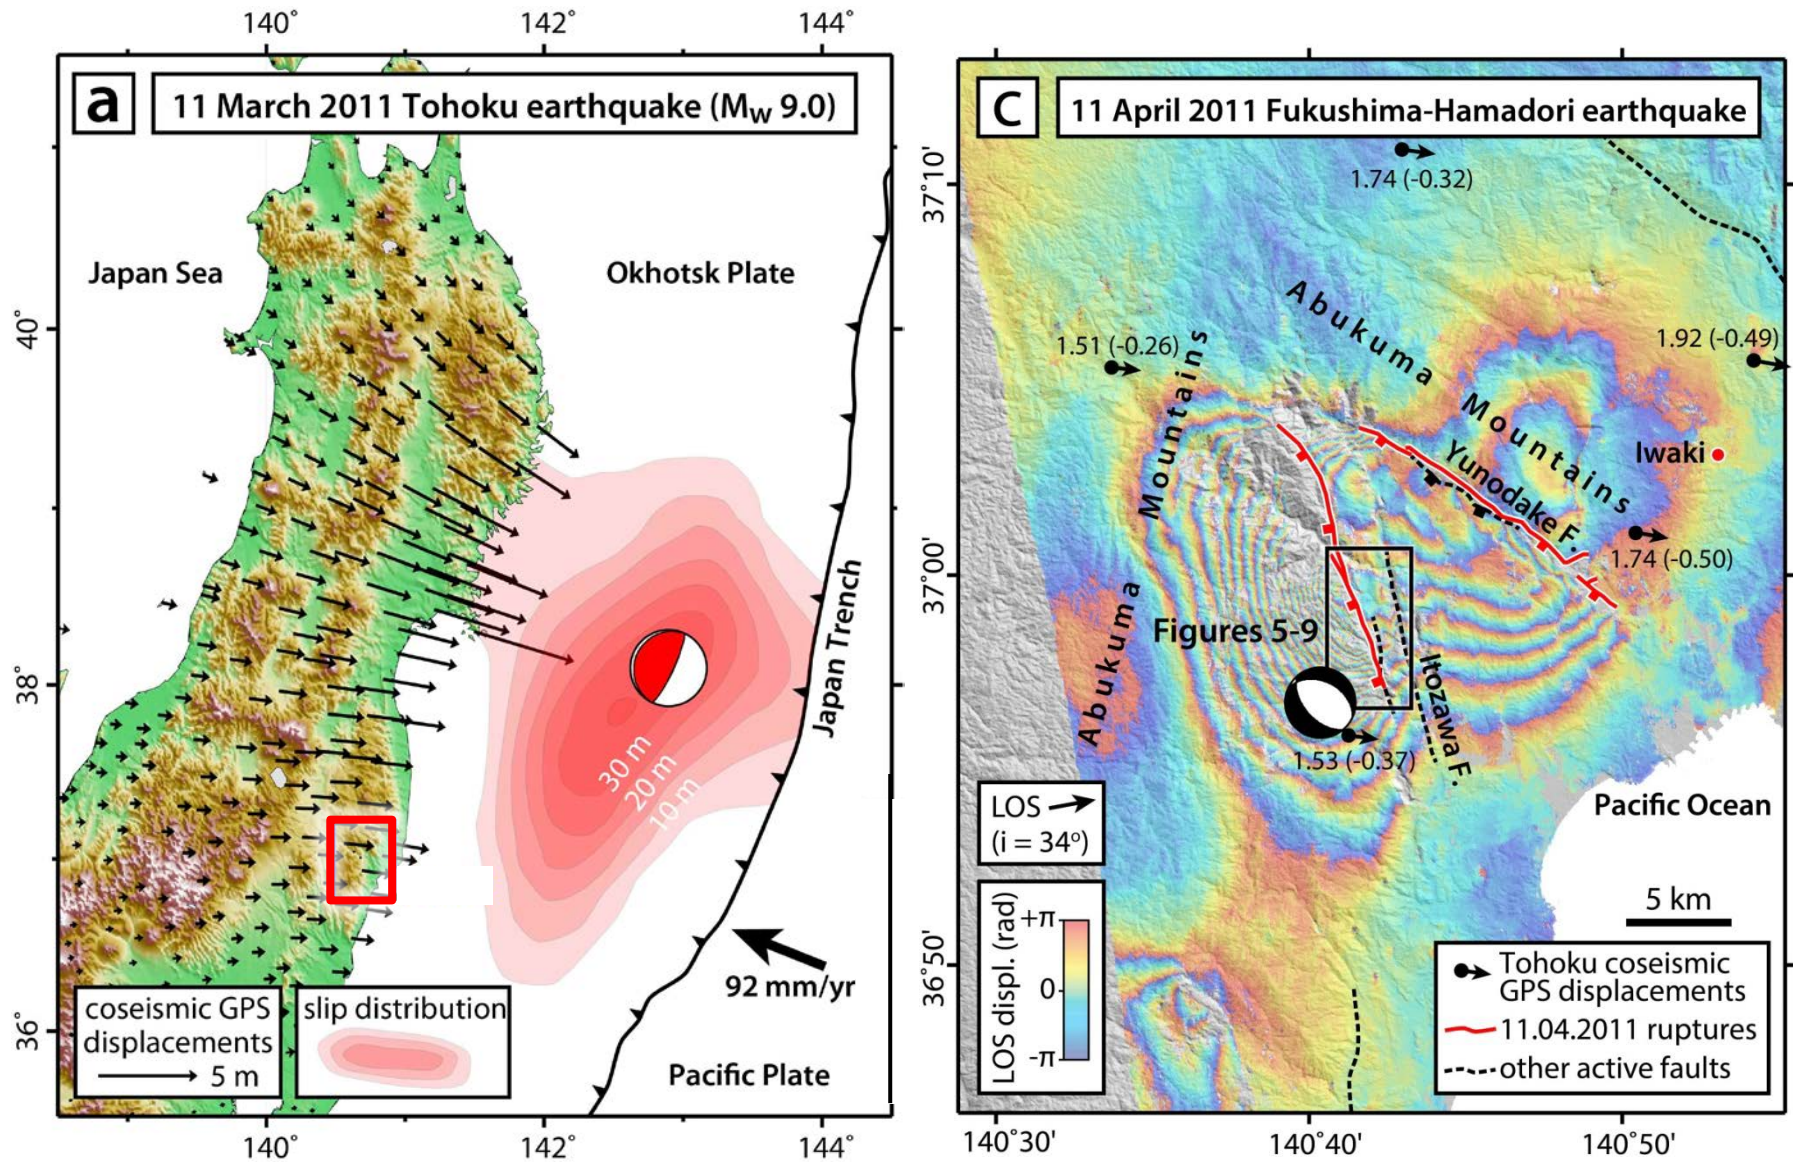 140° 142° 144°
a 11 March 2011 Tohoku earthquake (Mw 9.0)
Japan Sea
Okhotsk Plate
40°
38°
36°
Japan Trench
30 m
20 m
10 m
92 mm/yr
Pacific Plate
coseismic GPS
displacements
5 m
slip distribution
140° 142° 144°
c 11 April 2011 Fukushima-Hamadori earthquake
37°10'
37°00'
36°50'
1.74 (-0.32)
1.51 (-0.26)
1.92 (-0.49)
Abukuma
Mountains
Mountains
Abukuma
Yunodake F.
Iwaki
1.74 (-0.50)
Figures 5-9
Itozawa F.
1.53 (-0.37)
Pacific Ocean
LOS
(i = 34°)
LOS displ. (rad)
+π
0
-π
5 km
Tohoku coseismic
GPS displacements
11.04.2011 ruptures
other active faults
140°30' 140°40' 140°50'